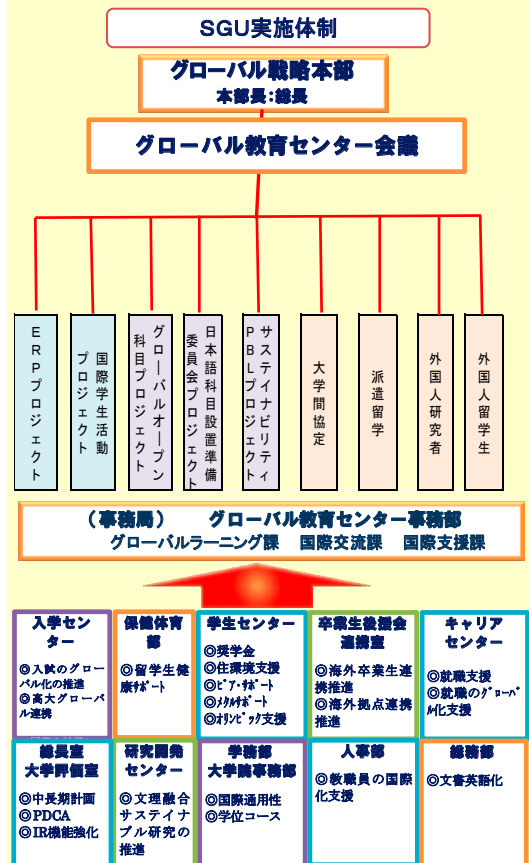 SGU実施体制
グローバル戦略本部
本部長:総長
グローバル教育センター会議
ERPプロジェクト
国際学生活動
プロジェクト
グローバルオープン
科目プロジェクト
日本語科目設置準備
委員会プロジェクト
サステイナビリティ
PBLプロジェクト
大学間協定
派遣留学
外国人研究者
外国人留学生
(事務局) グローバル教育センター事務部
グローバルラーニング課 国際交流課 国際支援課
入学セン
ター
◎入試のグロー
バル化の推進
◎高大グローバ
ル連携
保健体育
部
◎留学生健
康サポート
学生センター
◎奨学金
◎住環境支援
◎ピア・サポート
◎メタルサポート
◎オリンピック支援
卒業生後援会
連携室
◎海外卒業生連
携推進
◎海外拠点連携
推進
キャリア
センター
◎就職支援
◎就職のグローバ
ル化支援
総長室
大学評価室
◎中長期計画
◎PDCA
◎IR機能強化
研究開発
センター
◎文理融合
サステイナ
ブル研究の
推進
学務部
大学院事務部
◎国際通用性
◎学位コース
人事部
◎教職員の国際
化支援
総務部
◎文書英語化